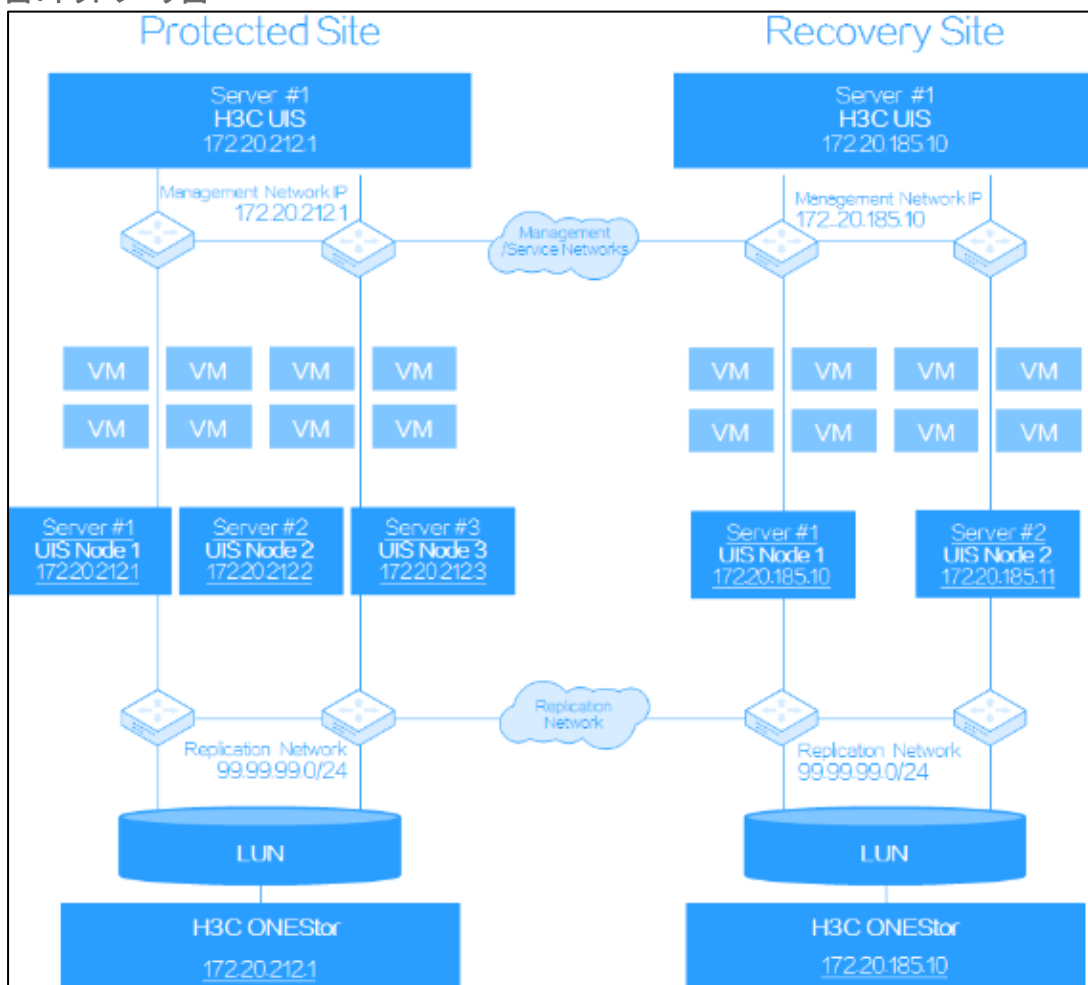 Protected Site
Recovery Site
Server #1
H3C UIS
172.20.212.1
Server #1
H3C UIS
172.20.185.10
Management Network IP
172.20.212.1
Management Network IP
172..20.185.10
Management
/Service Networks
VM VM VM VM
VM VM VM VM
VM VM VM VM
VM VM VM VM
Server #1
UIS Node 1
172.20.212.1
Server #2
UIS Node 2
172.20.212.2
Server #3
UIS Node 3
172.20.212.3
Server #1
UIS Node 1
172.20.185.10
Server #2
UIS Node 2
172.20.185.11
Replication
Network
Replication Network
99.99.99.0/24
Replication Network
99.99.99.0/24
LUN
LUN
H3C ONEStor
172.20.212.1
H3C ONEStor
172.20.185.10